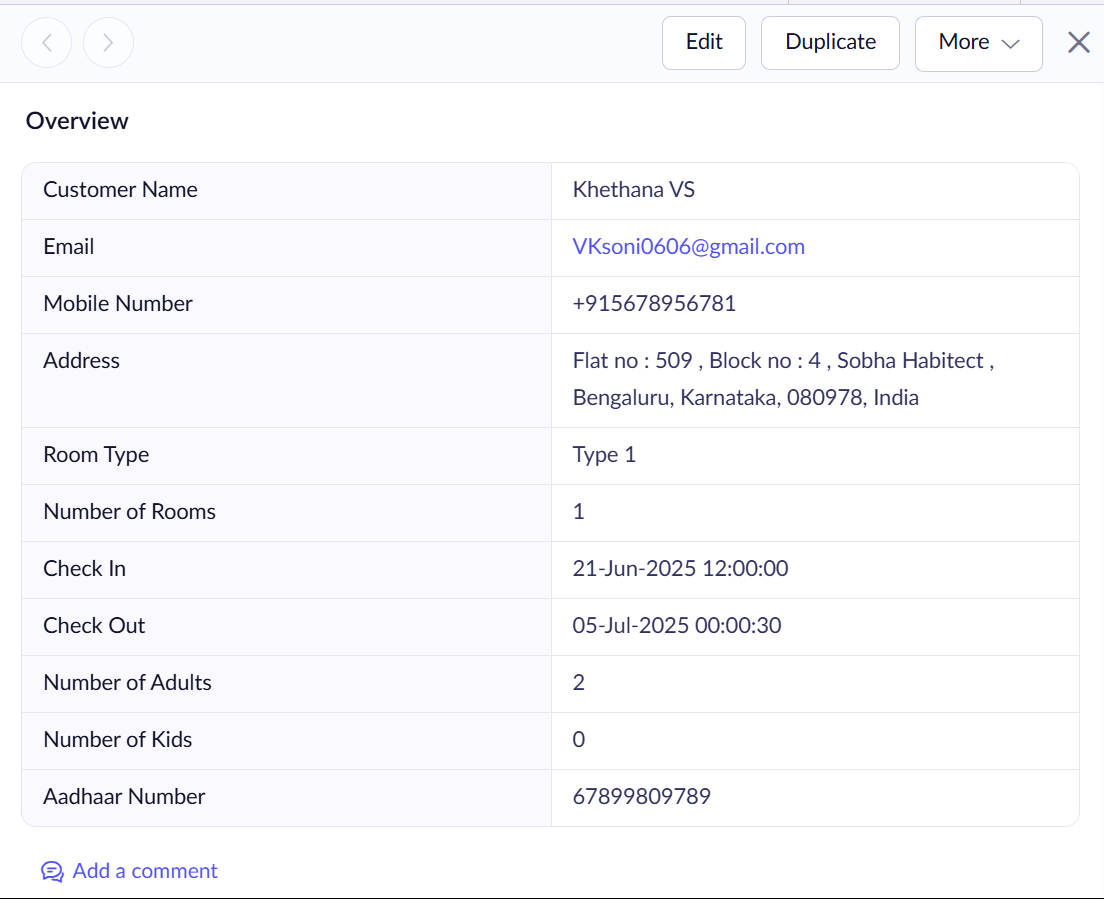 Edit Duplicate More
Overview
Customer Name Khethana VS
Email VKsoni0606@gmail.com
Mobile Number +915678956781
Address Flat no : 509 , Block no : 4 , Sobha Habitect ,
Bengaluru, Karnataka, 080978, India
Room Type Type 1
Number of Rooms 1
Check In 21-Jun-2025 12:00:00
Check Out 05-Jul-2025 00:00:30
Number of Adults 2
Number of Kids 0
Aadhaar Number 67899809789
Add a comment